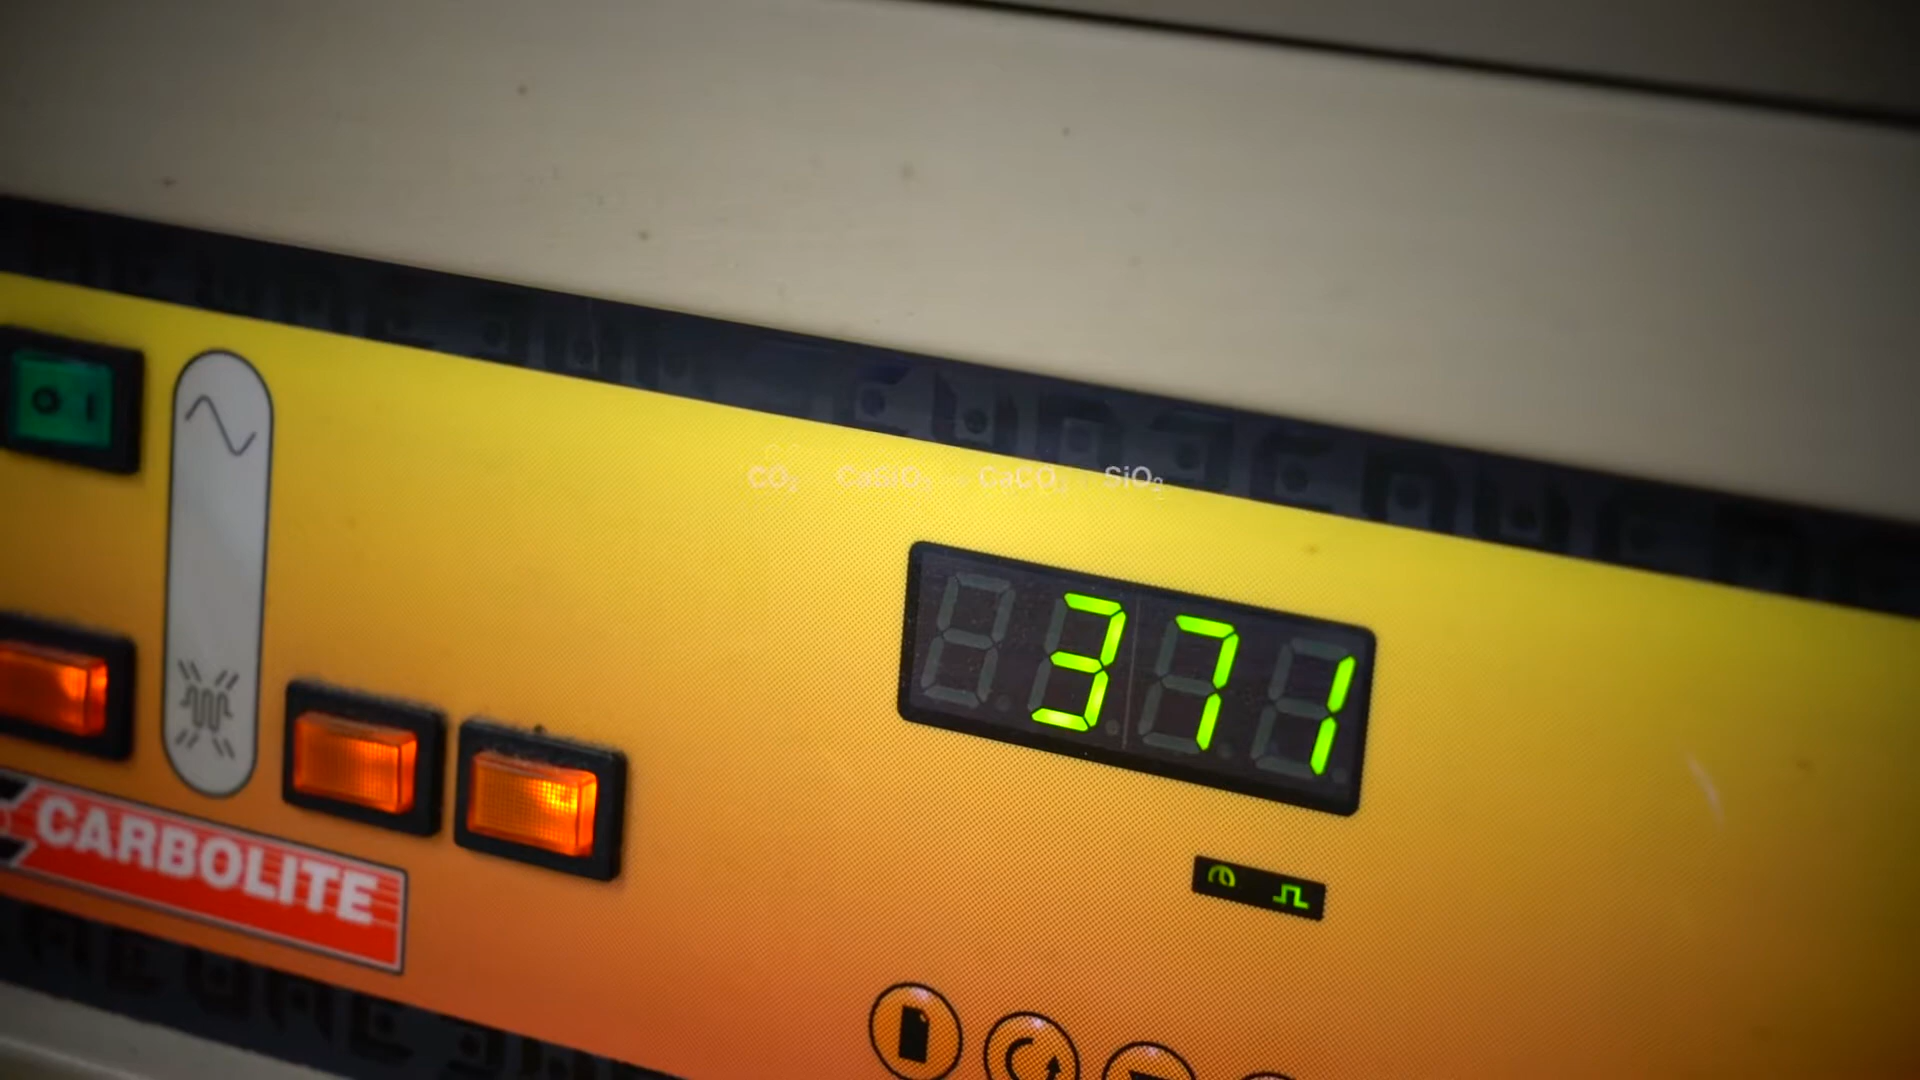 CO₂ CaSiO₃ → CaCO₃ SiO₂
371
CARBOLITE